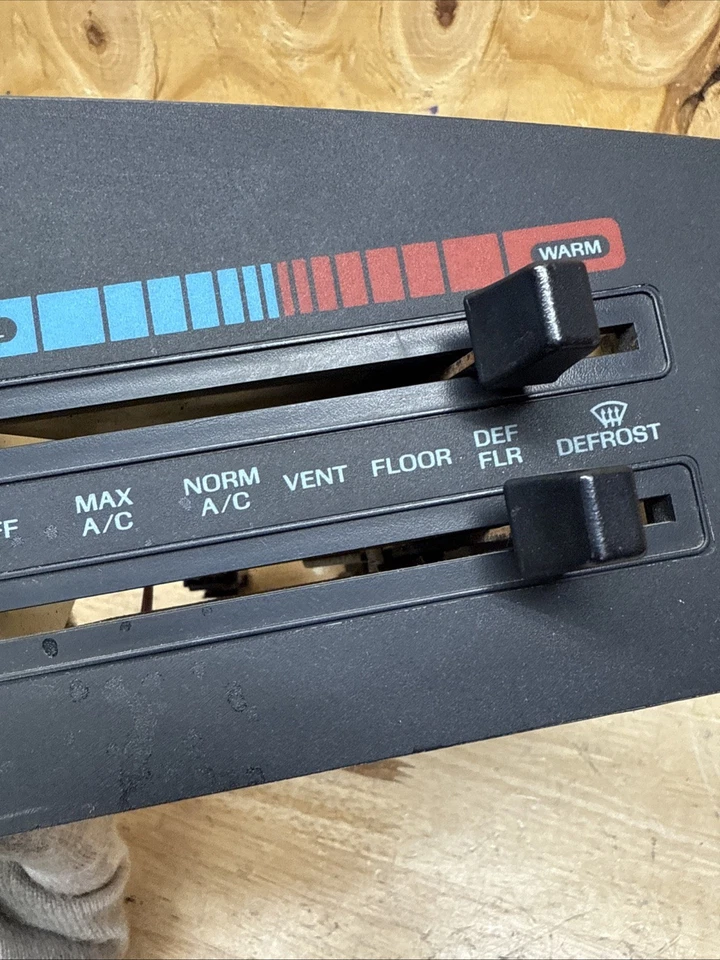 WARM
MAX
A/C
NORM
A/C
VENT
FLOOR
DEF
FLR
DEFROST